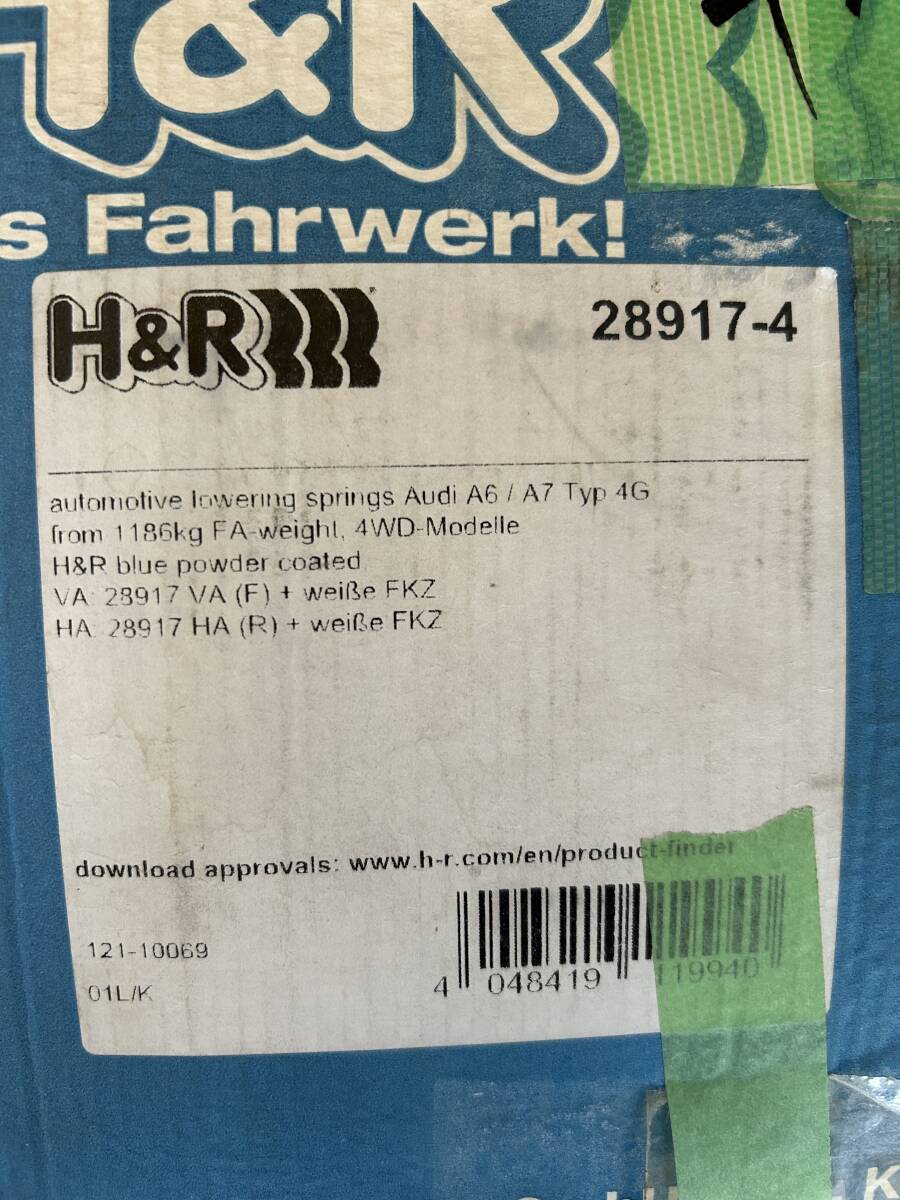 H&R
s Fahrwerk!
H&R
28917-4
automotive lowering springs Audi A6 / A7 Typ 4G
from 1186kg FA-weight, 4WD-Modelle
H&R blue powder coated
VA: 28917 VA (F) + weiße FKZ
HA: 28917 HA (R) + weiße FKZ
download approvals: www.h-r.com/en/product-finder
121-10069
01L/K
4 048419 119940
K